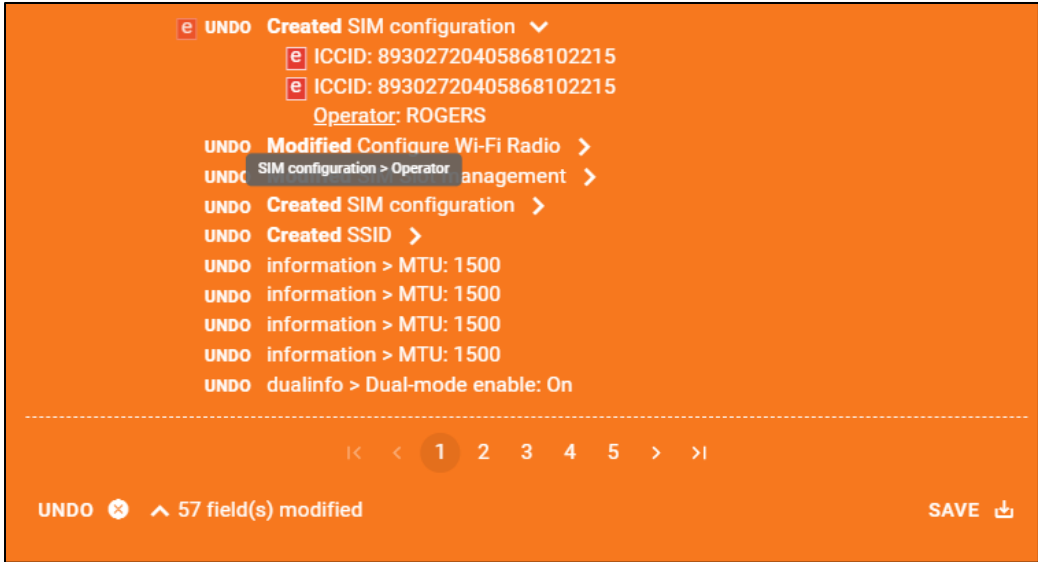 e UNDO Created SIM configuration
e ICCID: 89302720405868102215
e ICCID: 89302720405868102215
Operator: ROGERS
UNDO Modified Configure Wi-Fi Radio >
SIM configuration > Operator
UNDO anagement >
UNDO Created SIM configuration >
UNDO Created SSID >
UNDO information > MTU: 1500
UNDO information > MTU: 1500
UNDO information > MTU: 1500
UNDO information > MTU: 1500
UNDO dualinfo > Dual-mode enable: On
1 2 3 4 5
UNDO 57 field(s) modified SAVE